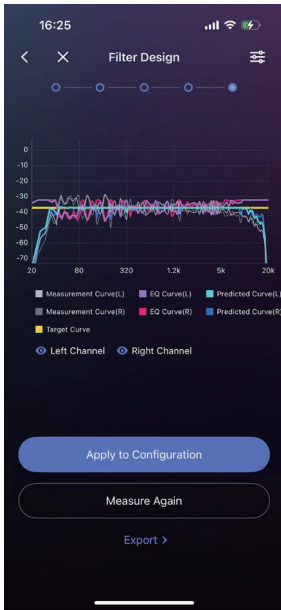 16:25
Filter Design
0
-10
-20
-30
-40
-50
-60
-70
20 80 320 1.2k 5k 20k
Measurement Curve(L) EQ Curve(L) Predicted Curve(L)
Measurement Curve(R) EQ Curve(R) Predicted Curve(R)
Target Curve
Left Channel Right Channel
Apply to Configuration
Measure Again
Export >